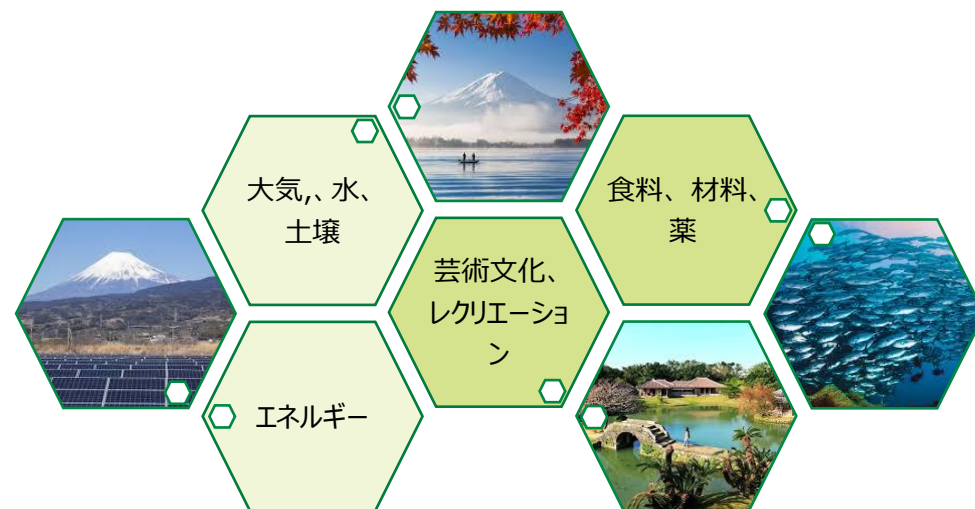 大気,、水、
土壌
食料、材料、
薬
芸術文化、
レクリエーショ
ン
エネルギー